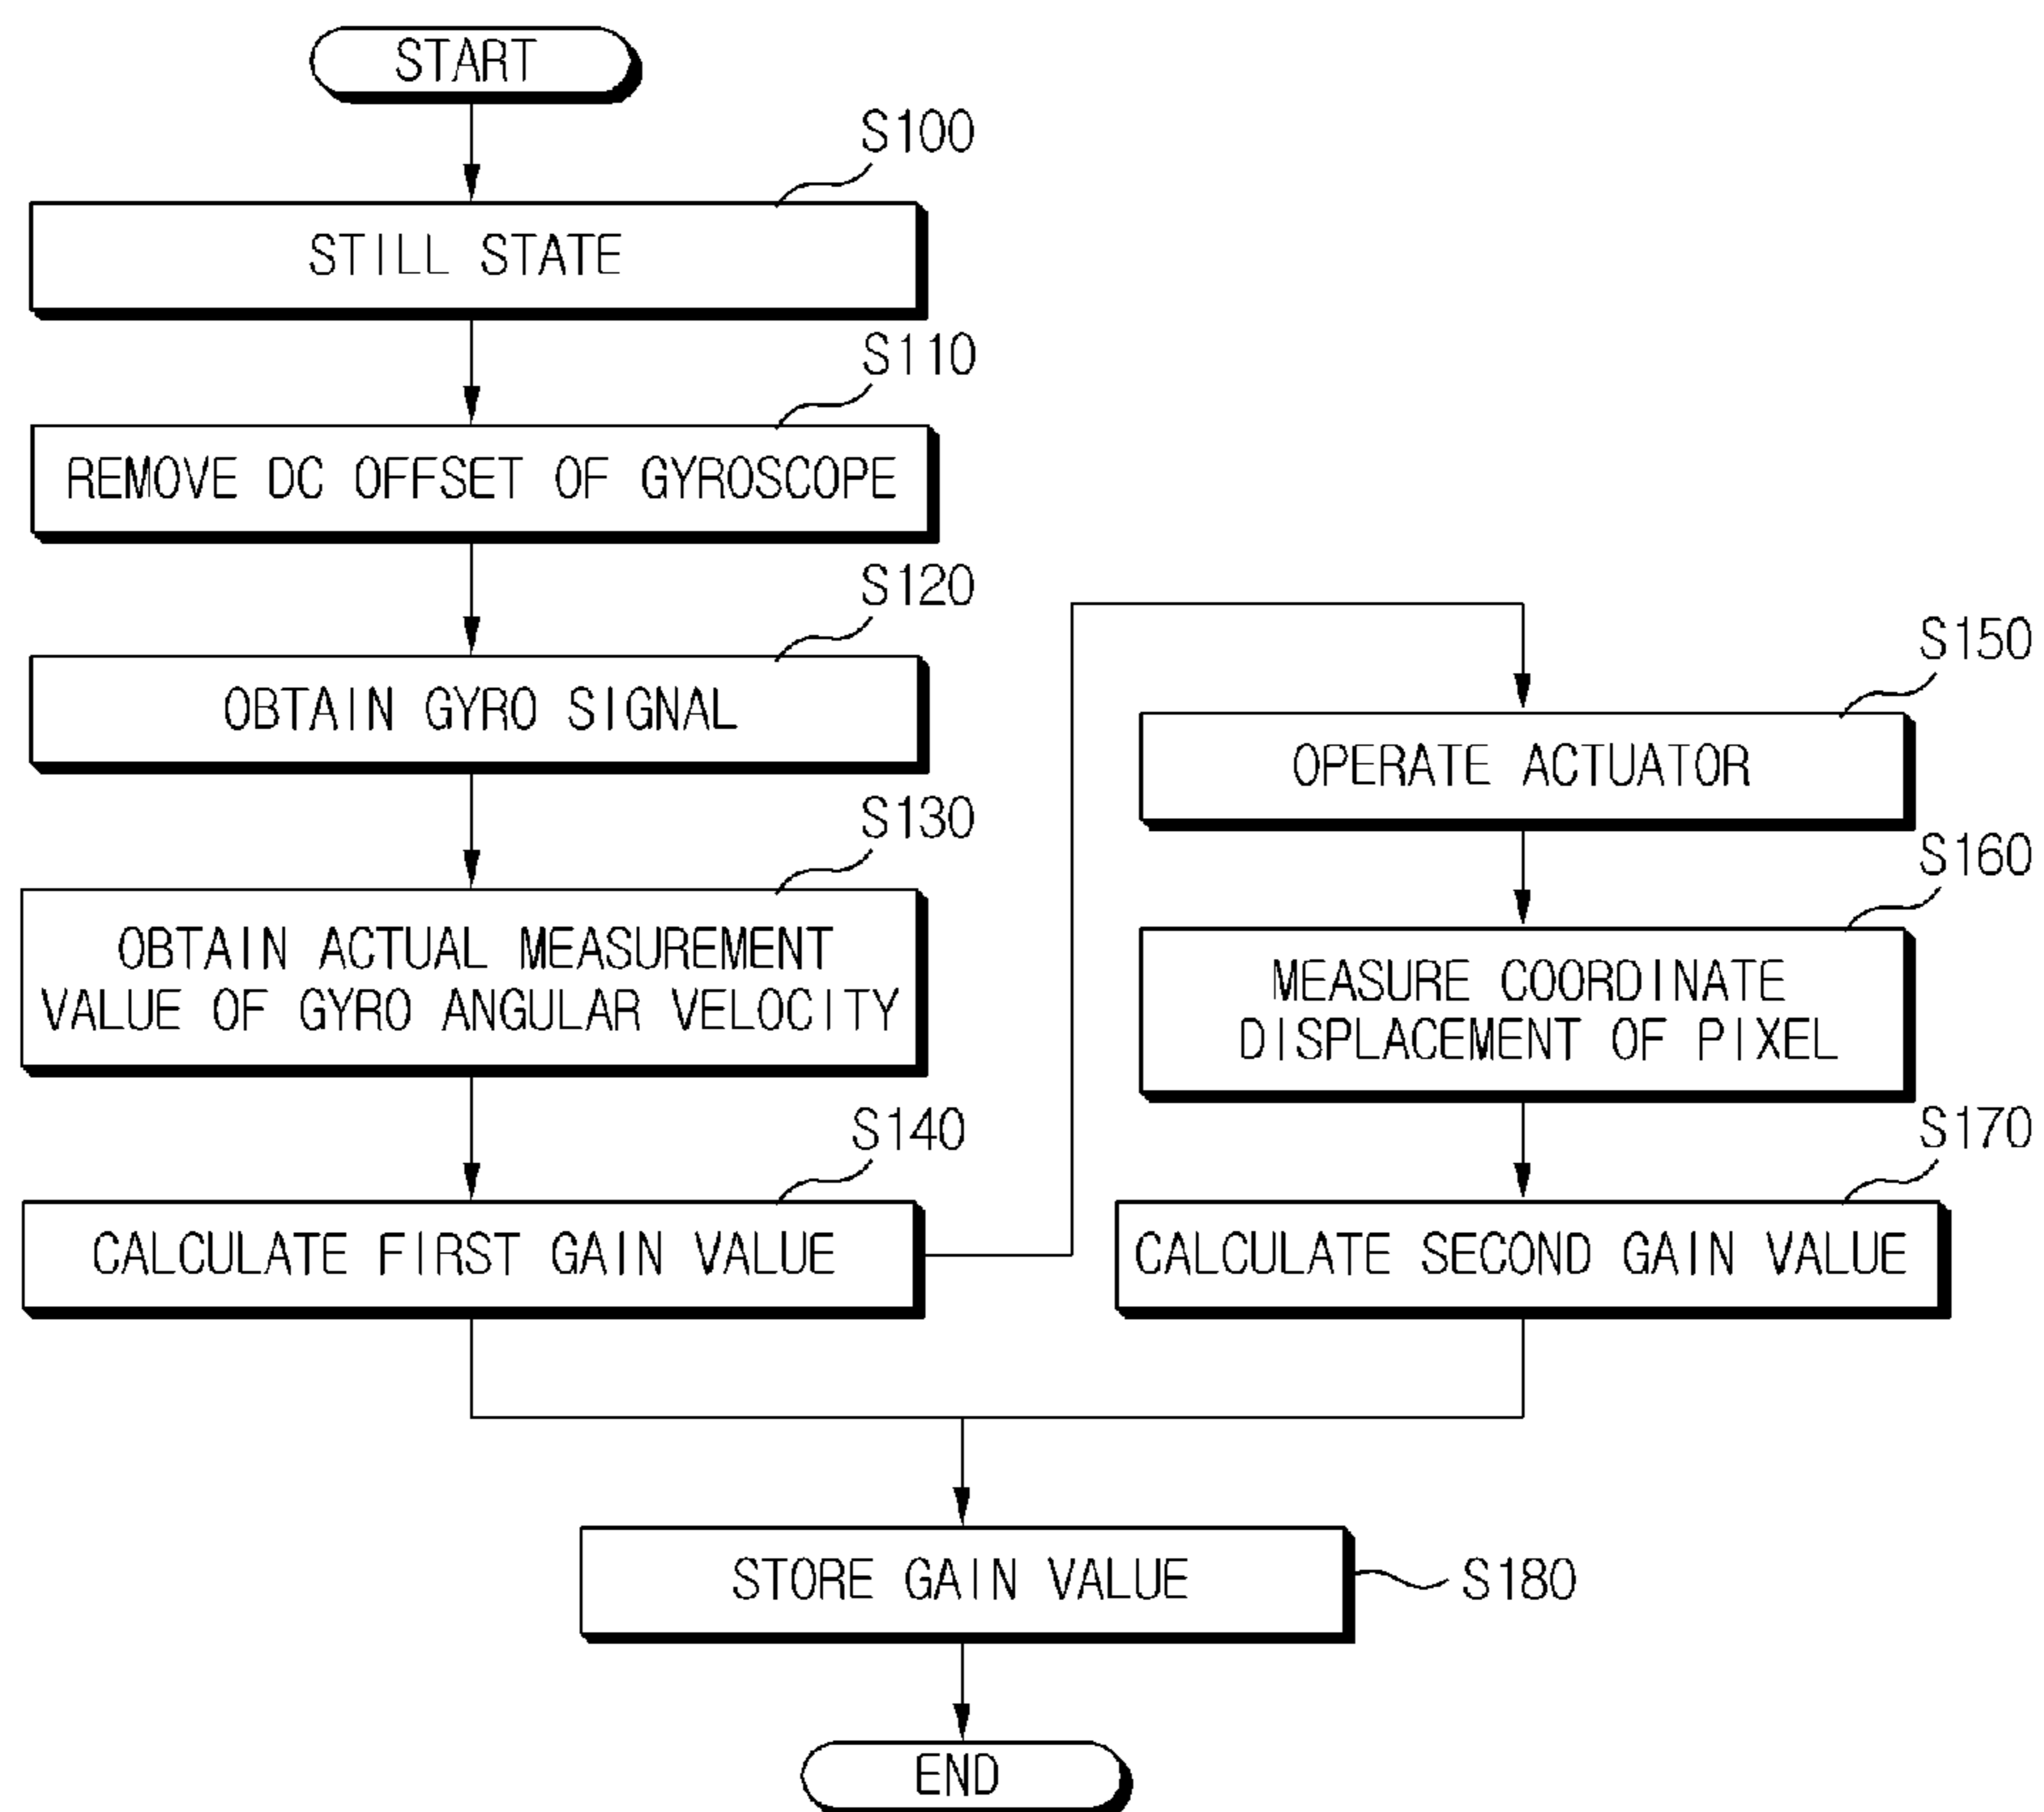 START
S100
STILL STATE
S110
REMOVE DC OFFSET OF GYROSCOPE
S120
OBTAIN GYRO SIGNAL
S130
OBTAIN ACTUAL MEASUREMENT
VALUE OF GYRO ANGULAR VELOCITY
S140
CALCULATE FIRST GAIN VALUE
S150
OPERATE ACTUATOR
S160
MEASURE COORDINATE
DISPLACEMENT OF PIXEL
S170
CALCULATE SECOND GAIN VALUE
STORE GAIN VALUE
S180
END